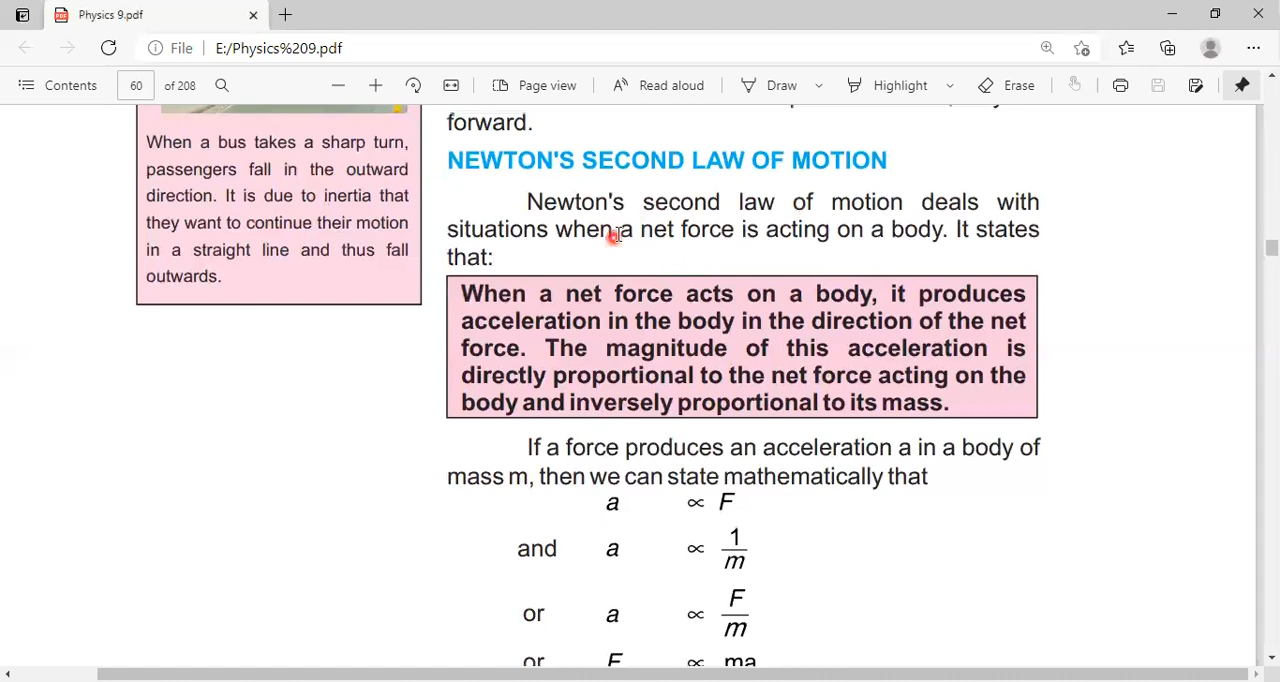 Physics 9.pdf
File E:/Physics%209.pdf
Contents 60 of 208 Page view Read aloud Draw Highlight Erase
forward.
When a bus takes a sharp turn,
passengers fall in the outward
direction. It is due to inertia that
they want to continue their motion
in a straight line and thus fall
outwards.
NEWTON'S SECOND LAW OF MOTION
Newton's second law of motion deals with
situations when a net force is acting on a body. It states
that:
When a net force acts on a body, it produces
acceleration in the body in the direction of the net
force. The magnitude of this acceleration is
directly proportional to the net force acting on the
body and inversely proportional to its mass.
If a force produces an acceleration a in a body of
mass m, then we can state mathematically that
a ∝ F
and a ∝ 1/m
or a ∝ F/m
or F ∝ ma